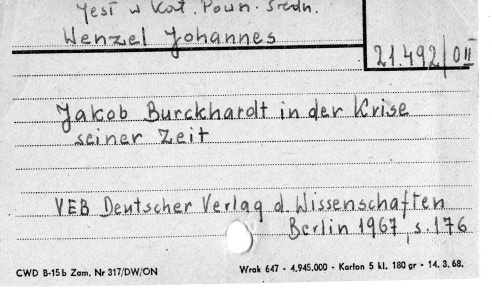 jest w Kat. Pown. Średn.
Wenzel Johannes
21.492/OII
Jakob Burckhardt in der Krise
seiner Zeit
VEB Deutscher Verlag d. Wissenschaften
Berlin 1967, s. 176
CWD B-15b Zam. Nr 317/DW/ON Wrak 647 - 4.945.000 - Karton 5 kl. 180 gr - 14. 3. 68.